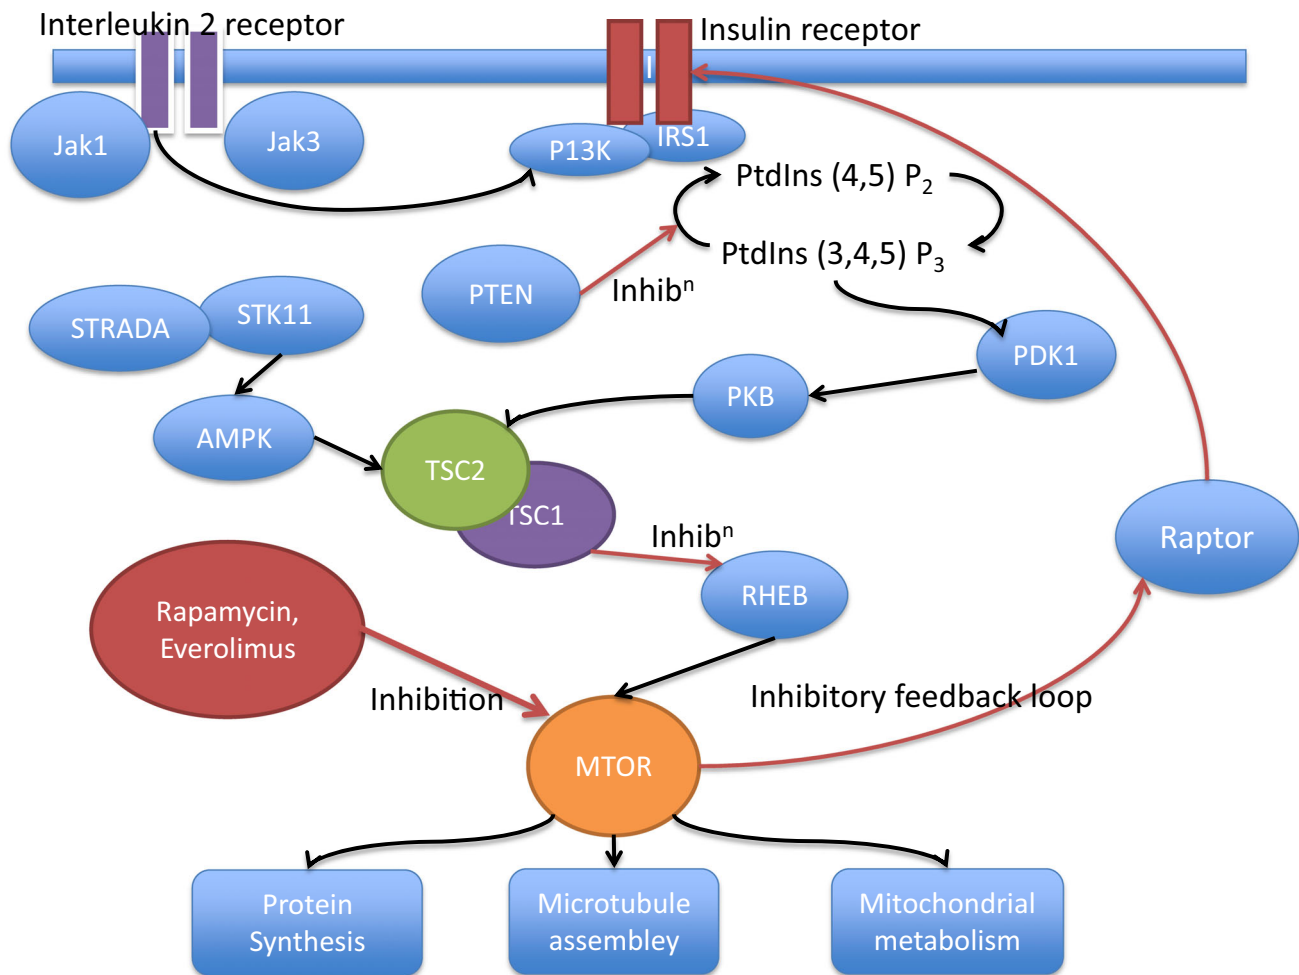 Interleukin 2 receptor
Insulin receptor
I
Jak1
Jak3
P13K
IRS1
PtdIns (4,5) P₂
PtdIns (3,4,5) P₃
PTEN
Inhibⁿ
STRADA
STK11
PDK1
PKB
AMPK
TSC2
TSC1
Inhibⁿ
Raptor
RHEB
Rapamycin,
Everolimus
Inhibition
Inhibitory feedback loop
MTOR
Protein
Synthesis
Microtubule
assembley
Mitochondrial
metabolism